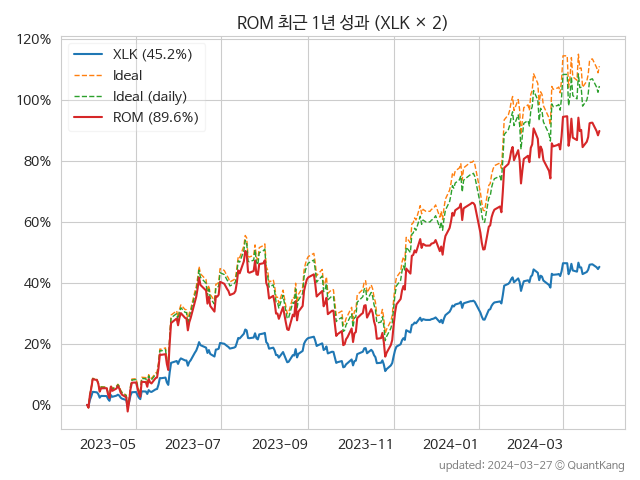 ROM 최근 1년 성과 (XLK × 2)
120%
100%
80%
60%
40%
20%
0%
XLK (45.2%)
Ideal
Ideal (daily)
ROM (89.6%)
2023-05 2023-07 2023-09 2023-11 2024-01 2024-03
updated: 2024-03-27 © QuantKang